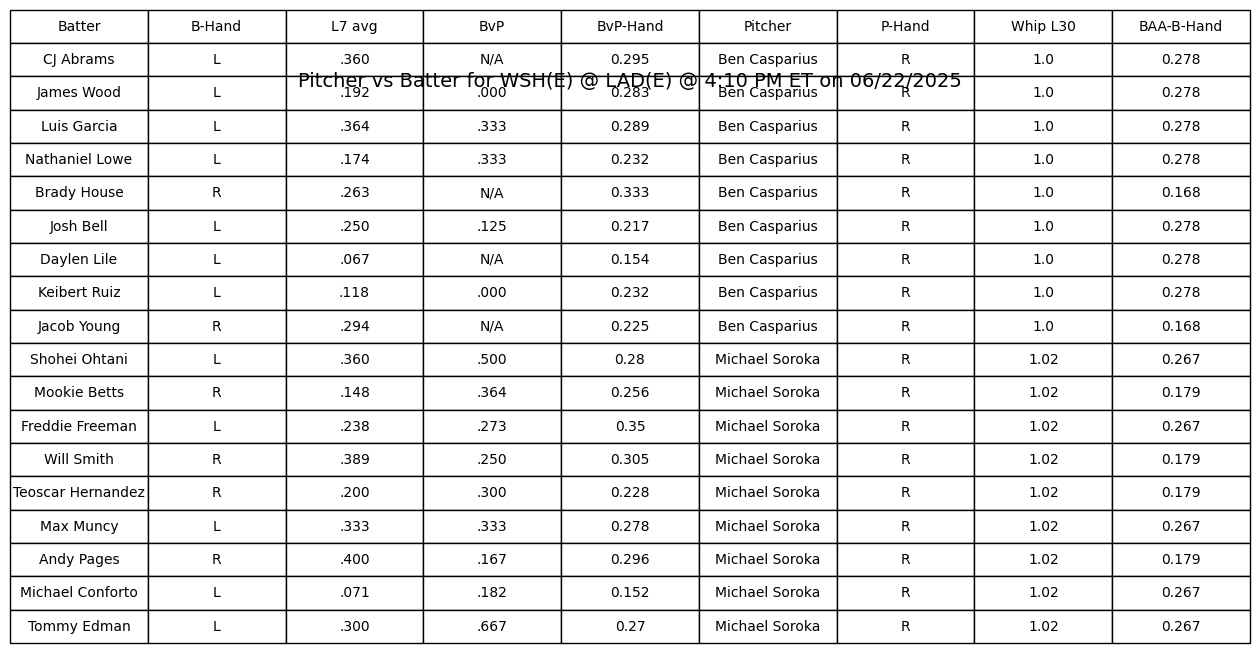 Batter B-Hand L7 avg BvP BvP-Hand Pitcher P-Hand Whip L30 BAA-B-Hand
CJ Abrams L .360 N/A 0.295 Ben Casparius R 1.0 0.278
Pitcher vs Batter for WSH(E) @ LAD(E) @ 4:10 PM ET on 06/22/2025
James Wood L .192 .000 0.283 Ben Casparius R 1.0 0.278
Luis Garcia L .364 .333 0.289 Ben Casparius R 1.0 0.278
Nathaniel Lowe L .174 .333 0.232 Ben Casparius R 1.0 0.278
Brady House R .263 N/A 0.333 Ben Casparius R 1.0 0.168
Josh Bell L .250 .125 0.217 Ben Casparius R 1.0 0.278
Daylen Lile L .067 N/A 0.154 Ben Casparius R 1.0 0.278
Keibert Ruiz L .118 .000 0.232 Ben Casparius R 1.0 0.278
Jacob Young R .294 N/A 0.225 Ben Casparius R 1.0 0.168
Shohei Ohtani L .360 .500 0.28 Michael Soroka R 1.02 0.267
Mookie Betts R .148 .364 0.256 Michael Soroka R 1.02 0.179
Freddie Freeman L .238 .273 0.35 Michael Soroka R 1.02 0.267
Will Smith R .389 .250 0.305 Michael Soroka R 1.02 0.179
Teoscar Hernandez R .200 .300 0.228 Michael Soroka R 1.02 0.179
Max Muncy L .333 .333 0.278 Michael Soroka R 1.02 0.267
Andy Pages R .400 .167 0.296 Michael Soroka R 1.02 0.179
Michael Conforto L .071 .182 0.152 Michael Soroka R 1.02 0.267
Tommy Edman L .300 .667 0.27 Michael Soroka R 1.02 0.267